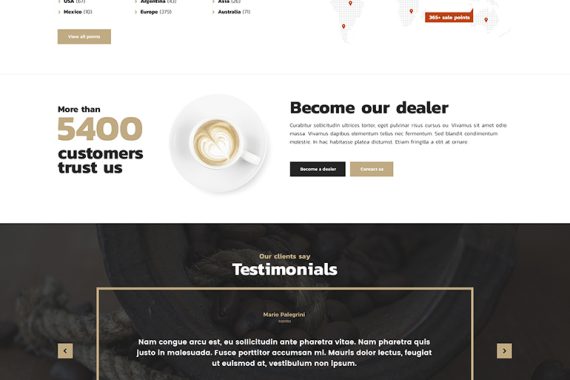 USA (67)
Argentina (43)
Asia (26)
Mexico (10)
Europe (379)
Australia (71)
View all points
365+ sale points
More than
5400
customers
trust us
Become our dealer
Curabitur sollicitudin ultrices tortor, eget pulvinar risus cursus eu. Vivamus sit amet odio
massa. Vivamus dapibus elementum tellus nec fermentum. Sed blandit condimentum
molestie. In hac habitasse platea dictumst. Etiam fringilla a elit at ornare.
Become a dealer
Contact us
Our clients say
Testimonials
Mario Palegrini
Nam congue arcu est, eu sollicitudin ante pharetra vitae. Nam pharetra quis
justo in malesuada. Fusce porttitor accumsan mi. Mauris dolor lectus, feugiat
ut euismod at, vestibulum non ipsum.